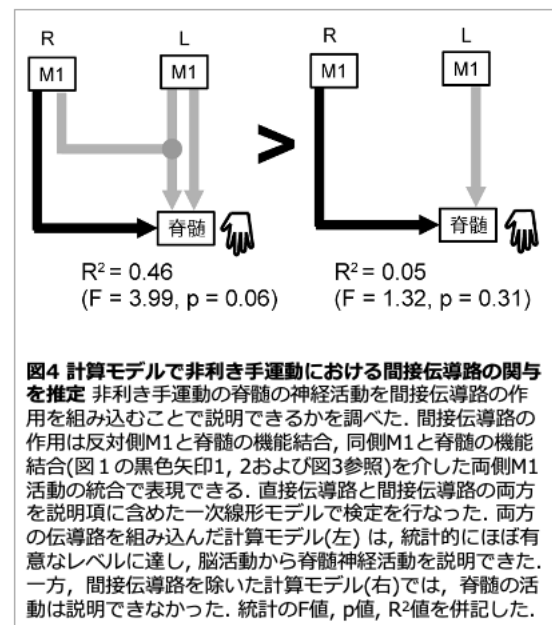 R L R L
M1 M1 M1 M1
>
脊髄 脊髄
R² = 0.46 R² = 0.05
(F = 3.99, p = 0.06) (F = 1.32, p = 0.31)
図4 計算モデルで非利き手運動における間接伝導路の関与
を推定 非利き手運動の脊髄の神経活動を間接伝導路の作
用を組み込むことで説明できるかを調べた. 間接伝導路の
作用は反対側M1と脊髄の機能結合, 同側M1と脊髄の機能
結合(図１の黒色矢印1, 2および図3参照)を介した両側M1
活動の統合で表現できる. 直接伝導路と間接伝導路の両方
を説明項に含めた一次線形モデルで検定を行なった. 両方
の伝導路を組み込んだ計算モデル(左) は, 統計的にほぼ有
意なレベルに達し, 脳活動から脊髄神経活動を説明できた.
一方, 間接伝導路を除いた計算モデル(右)では, 脊髄の活
動は説明できなかった. 統計のF値, p値, R²値を併記した.